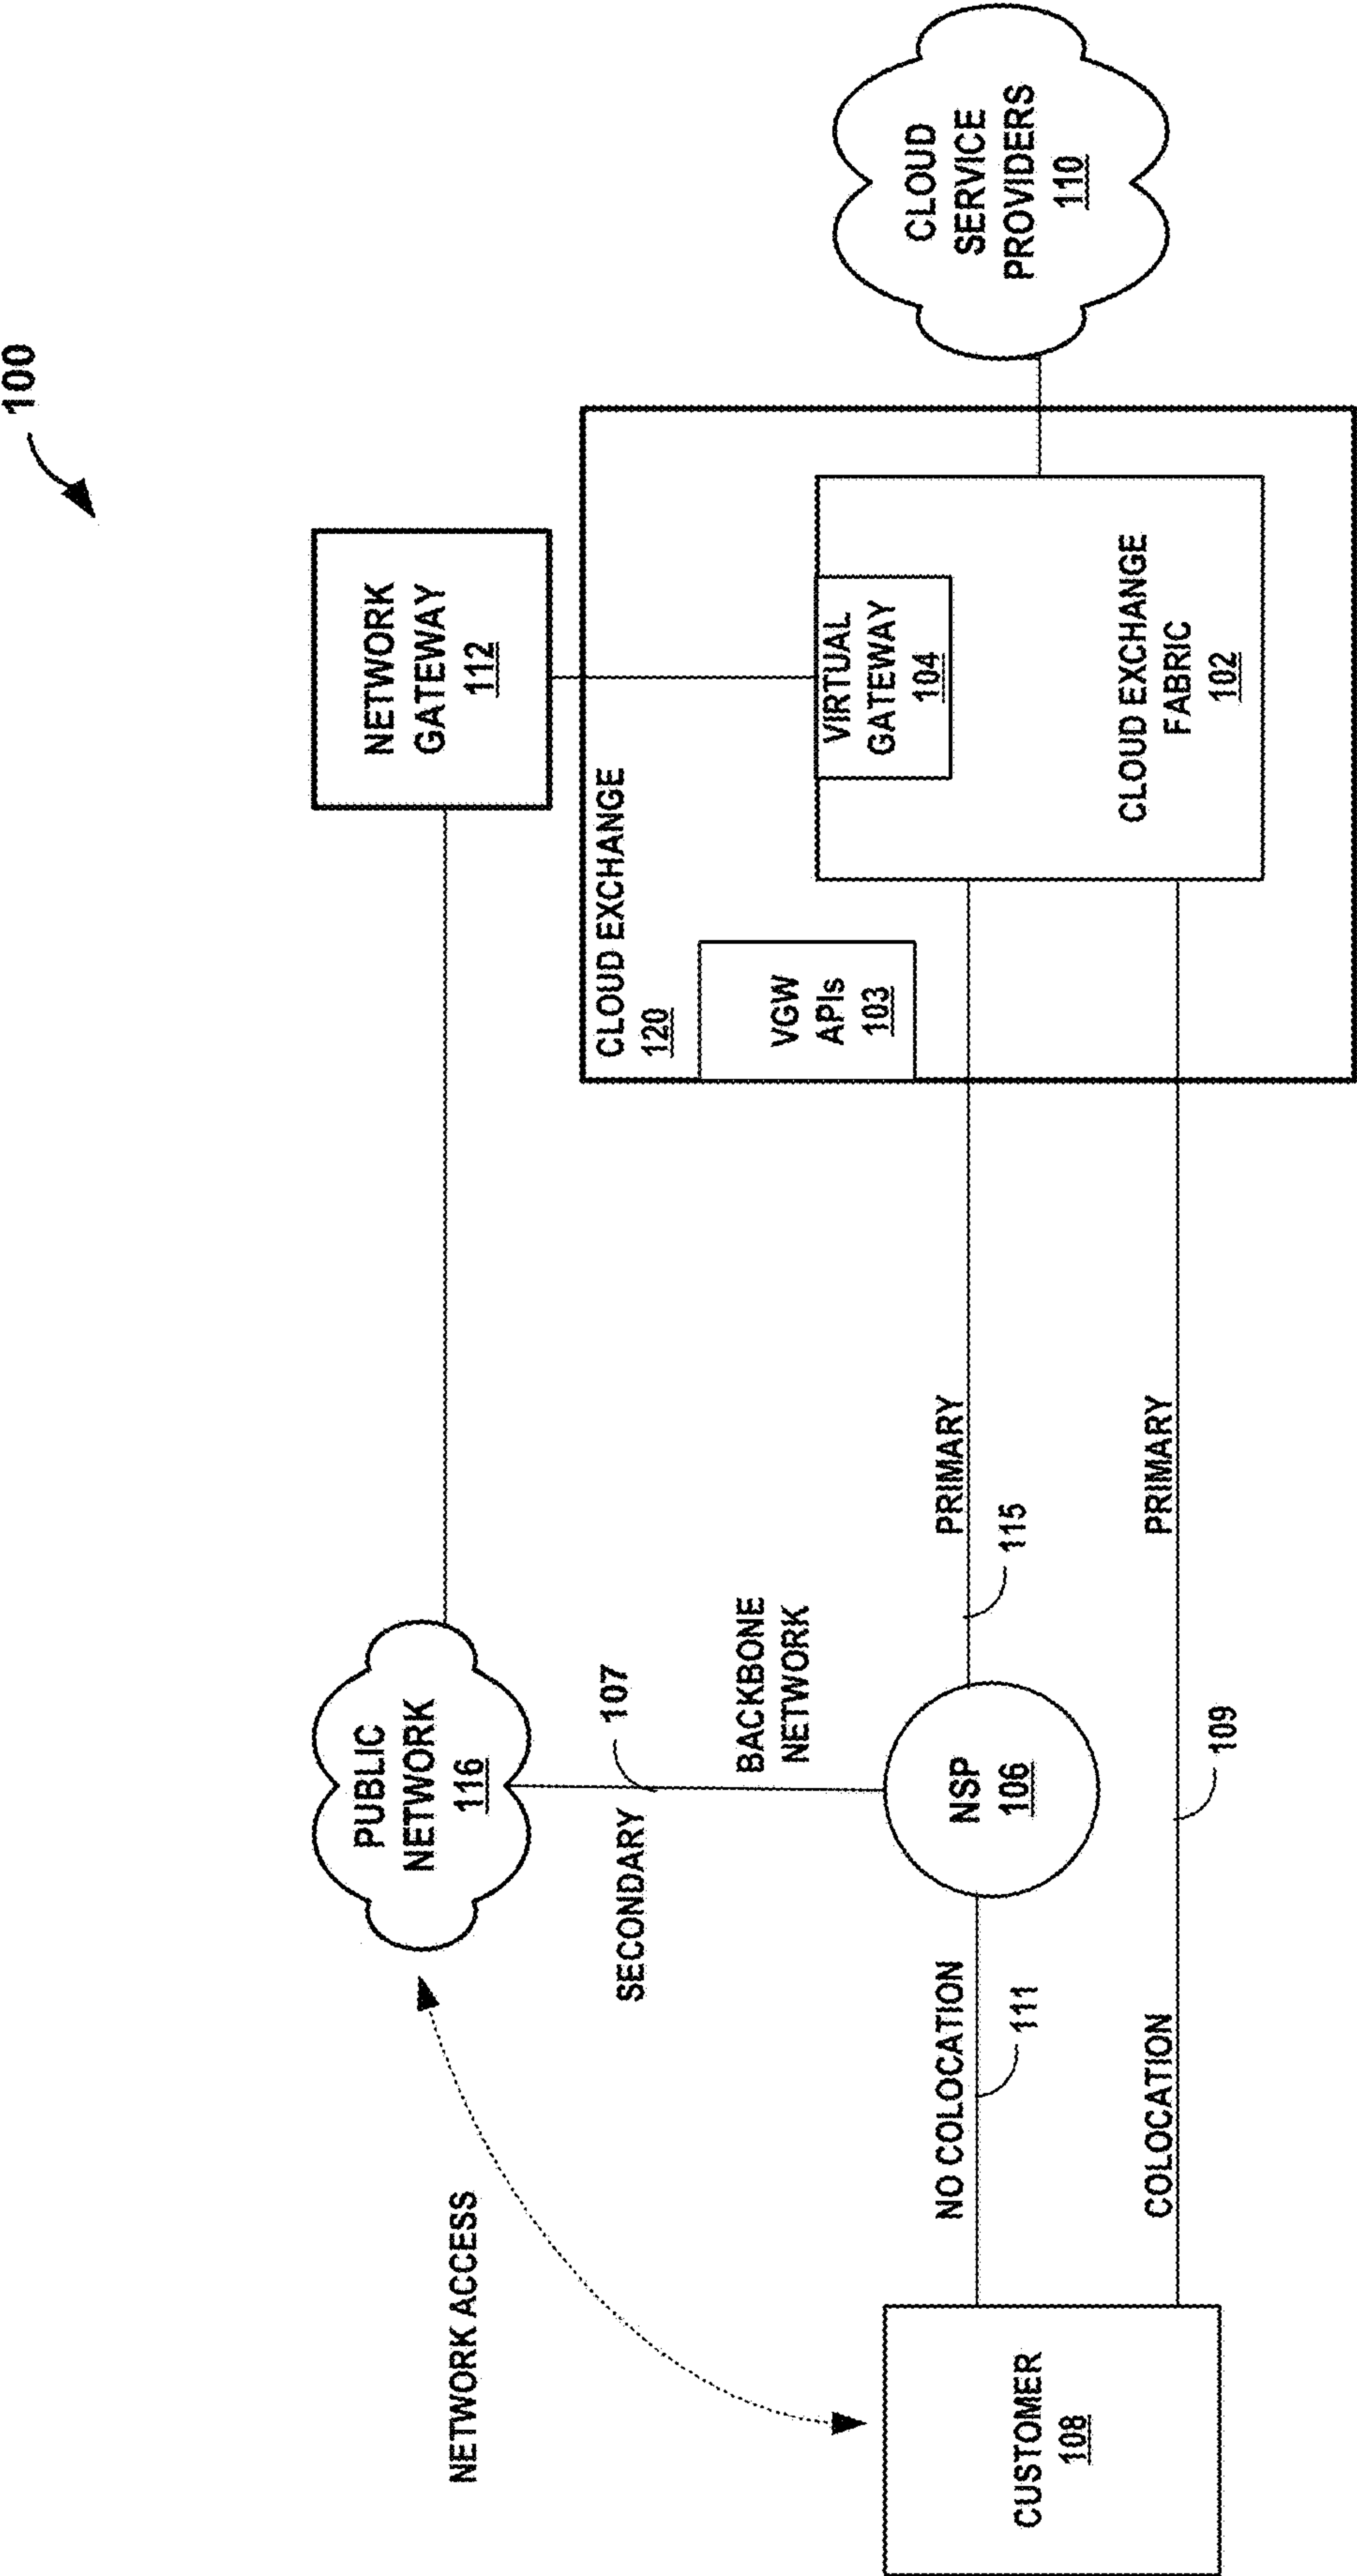 100
NETWORK
GATEWAY
112
PUBLIC
NETWORK
116
NETWORK ACCESS
CLOUD EXCHANGE
120
VGW
APIs
103
VIRTUAL
GATEWAY
104
CLOUD EXCHANGE
FABRIC
102
CLOUD
SERVICE
PROVIDERS
110
107
SECONDARY
BACKBONE
NETWORK
NSP
106
PRIMARY
115
NO COLOCATION
111
PRIMARY
COLOCATION
109
CUSTOMER
108